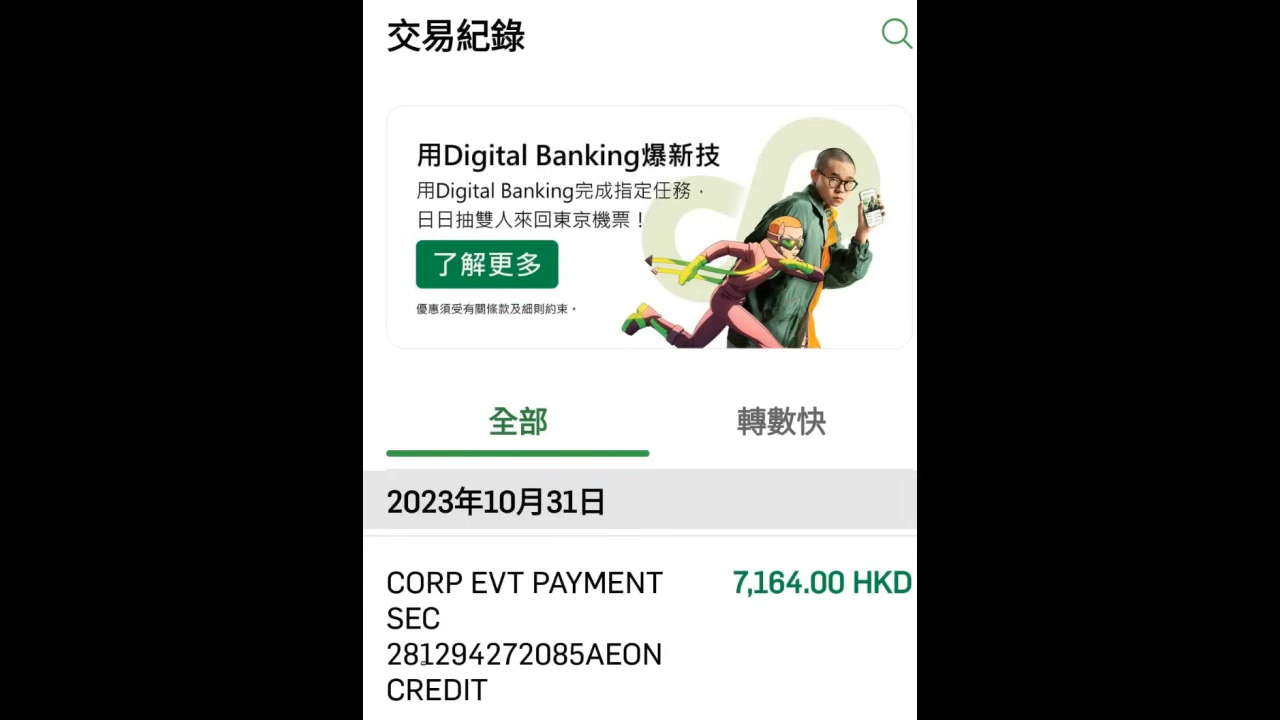 交易紀錄
用Digital Banking爆新技
用Digital Banking完成指定任務，
日日抽雙人來回東京機票！
了解更多
優惠須受有關條款及細則約束。
全部
轉數快
2023年10月31日
CORP EVT PAYMENT
7,164.00 HKD
SEC
281294272085AEON
CREDIT